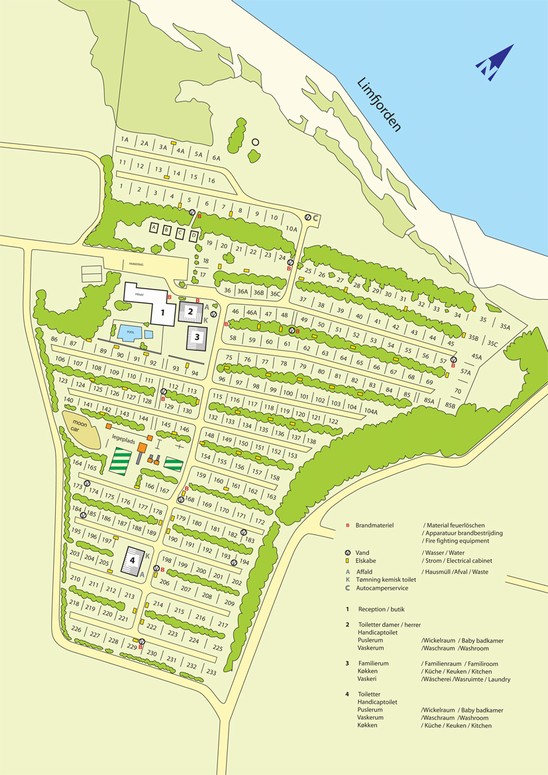 Limfjorden
N
1A 2A 3A 4A 5A 6A
11 12 13 14 15 16
1 2 3 4 5 6 7 8 9 10 10A
C
A B C D
19 20 21 22 23 24
18
17
25 26 27 28 29 30 31 32 33 34 35 35A
36 36A 36B 36C
37 38 39 40 41 42 43 44 45
35B 35C
45A
1
2
3
A
K
46 46A 47 48 49 50 51 52 53 54 55 56 57
57A
58 59 60 61 62 63 64 65 66 67 68 69
70
75 76 77 78 79 80 81 82 83 84 85 85A 85B
86 87 89 90 91 92
93 94
106 107 108 109 110 111
112 113
96 97 98 99 100 101 102 103 104 104A
123 124 125 126 127 128
129 130
115 116 117 118 119 120 121 122
140 141 142 143 144 145 146
132 133 134 135 136 137 138
moon
car
legeplads
148 149 150 151 152 153
154 155 156 157 158
164 165
166 167
168
159 160 161 162 163
173 174 175 176 177 178
169 170 171 172
184 185 186 187 188 189
179 180 181 182 183
195 196 197
190 191 192 193 194
203 204 205
4
K
A
198 199 200 201 202
206 207 208 209
210 211 212 213
218 219 220 221
214 215 216 217
222 223 224 225
226 227 228 229 230 231 232 233
B Brandmateriel / Material feuerlöschen
/ Apparatuur brandbestrijding
/ Fire fighting equipment
Vand / Wasser / Water
Elskabe / Strom / Electrical cabinet
A Affald / Hausmüll /Afval / Waste
K Tømning kemisk toilet
C Autocamperservice
1 Reception / butik
2 Toiletter damer / herrer
Handicaptoilet
Puslerum /Wickelraum / Baby badkamer
Vaskerum /Waschraum /Washroom
3 Familierum / Familienraum / Familiroom
Køkken / Küche / Keuken / Kitchen
Vaskeri /Wäscherei /Wasruimte / Laundry
4 Toiletter
Handicaptoilet
Puslerum /Wickelraum / Baby badkamer
Vaskerum /Waschraum /Washroom
Køkken / Küche / Keuken / Kitchen